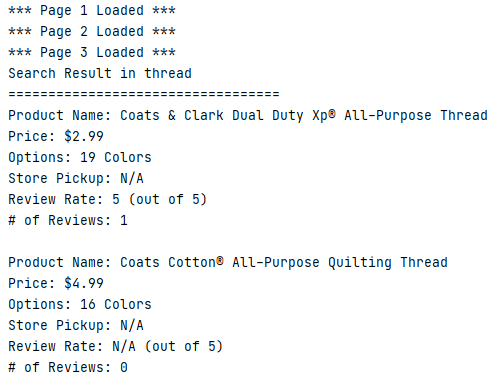 *** Page 1 Loaded ***
*** Page 2 Loaded ***
*** Page 3 Loaded ***
Search Result in thread
==================================
Product Name: Coats & Clark Dual Duty Xp® All-Purpose Thread
Price: $2.99
Options: 19 Colors
Store Pickup: N/A
Review Rate: 5 (out of 5)
# of Reviews: 1

Product Name: Coats Cotton® All-Purpose Quilting Thread
Price: $4.99
Options: 16 Colors
Store Pickup: N/A
Review Rate: N/A (out of 5)
# of Reviews: 0